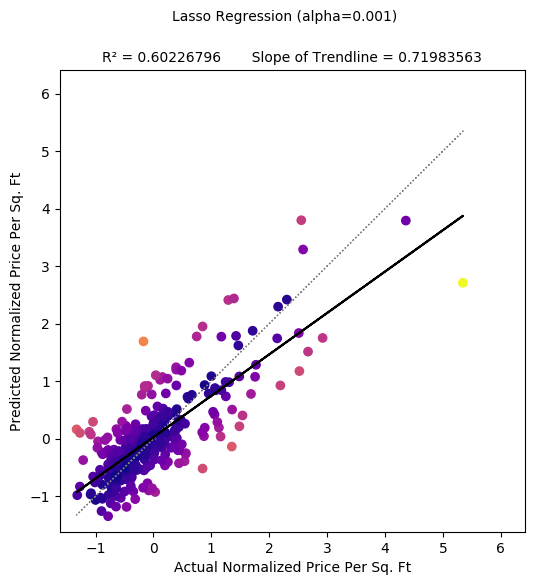 Lasso Regression (alpha=0.001)
R² = 0.60226796 Slope of Trendline = 0.71983563
6
5
4
3
2
1
0
−1
Predicted Normalized Price Per Sq. Ft
−1 0 1 2 3 4 5 6
Actual Normalized Price Per Sq. Ft